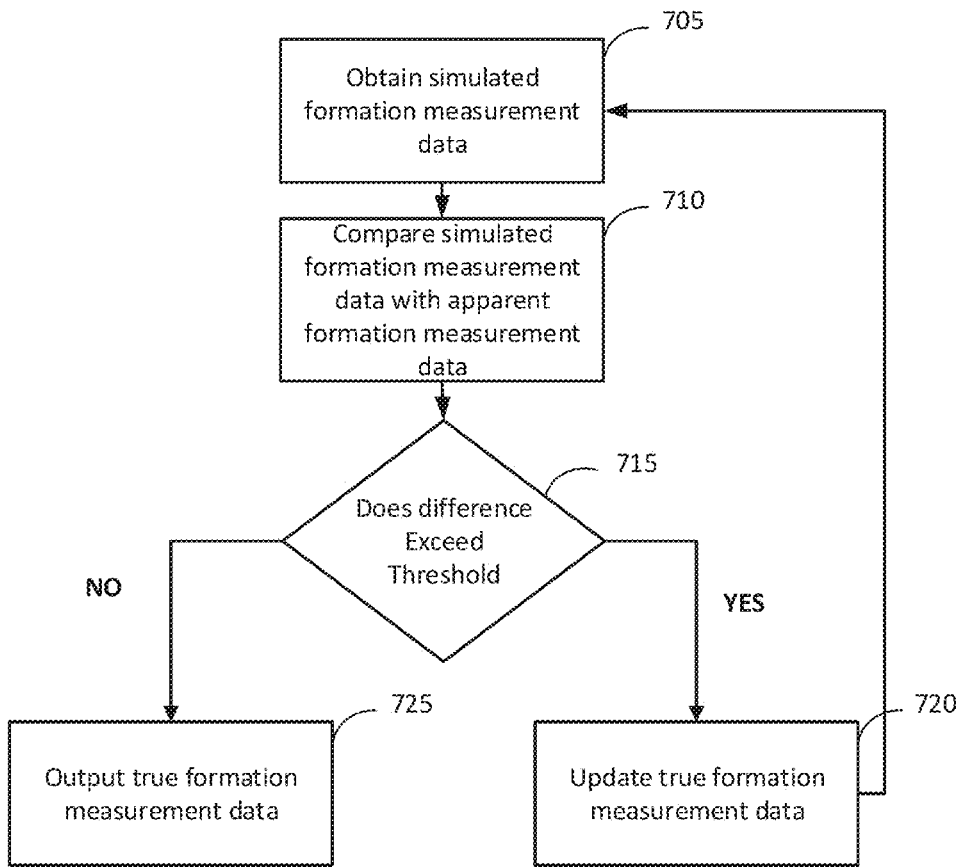 705
Obtain simulated
formation measurement
data
710
Compare simulated
formation measurement
data with apparent
formation measurement
data
715
Does difference
Exceed
Threshold
NO
YES
725
Output true formation
measurement data
720
Update true formation
measurement data